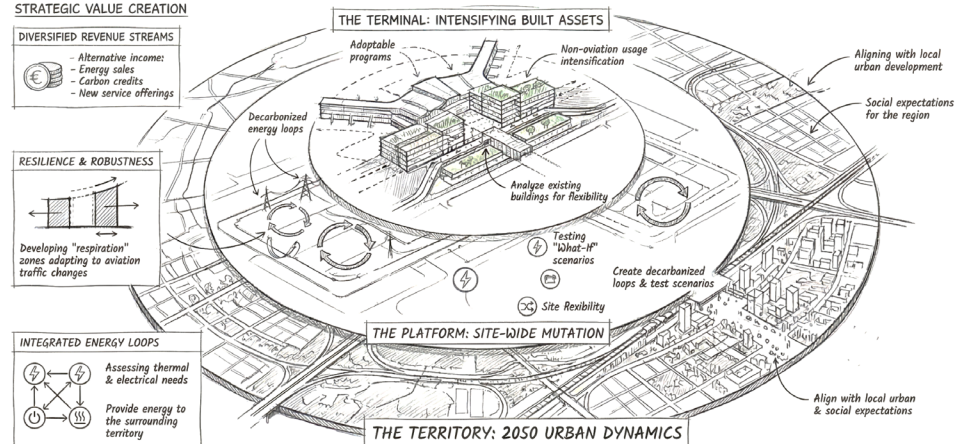 STRATEGIC VALUE CREATION
DIVERSIFIED REVENUE STREAMS
- Alternative income:
- Energy sales
- Carbon credits
- New service offerings
RESILIENCE & ROBUSTNESS
Developing "respiration"
zones adapting to aviation
traffic changes
INTEGRATED ENERGY LOOPS
Assessing thermal
& electrical needs
Provide energy to
the surrounding
territory
THE TERMINAL: INTENSIFYING BUILT ASSETS
Adoptable
programs
Non-oviation usage
intensification
Decarbonized
energy loops
Analyze existing
buildings for flexibility
Testing
"What-If"
scenarios
Create decarbonized
loops & test scenarios
Site rlexibility
THE PLATFORM: SITE-WIDE MUTATION
Aligning with local
urban development
Social expectations
for the region
Align with local urban
& social expectations
THE TERRITORY: 2050 URBAN DYNAMICS